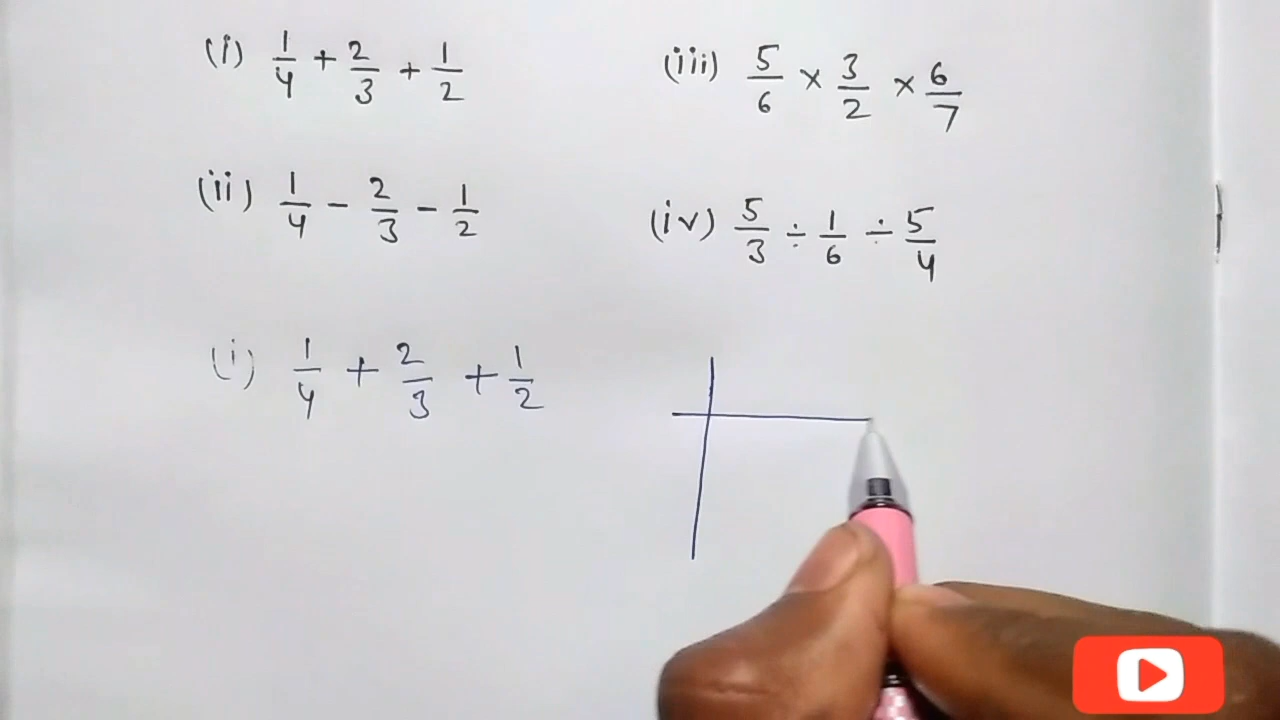 (i) 1/4 + 2/3 + 1/2
(ii) 1/4 - 2/3 - 1/2
(iii) 5/6 × 3/2 × 6/7
(iv) 5/3 ÷ 1/6 ÷ 5/4
(i) 1/4 + 2/3 + 1/2